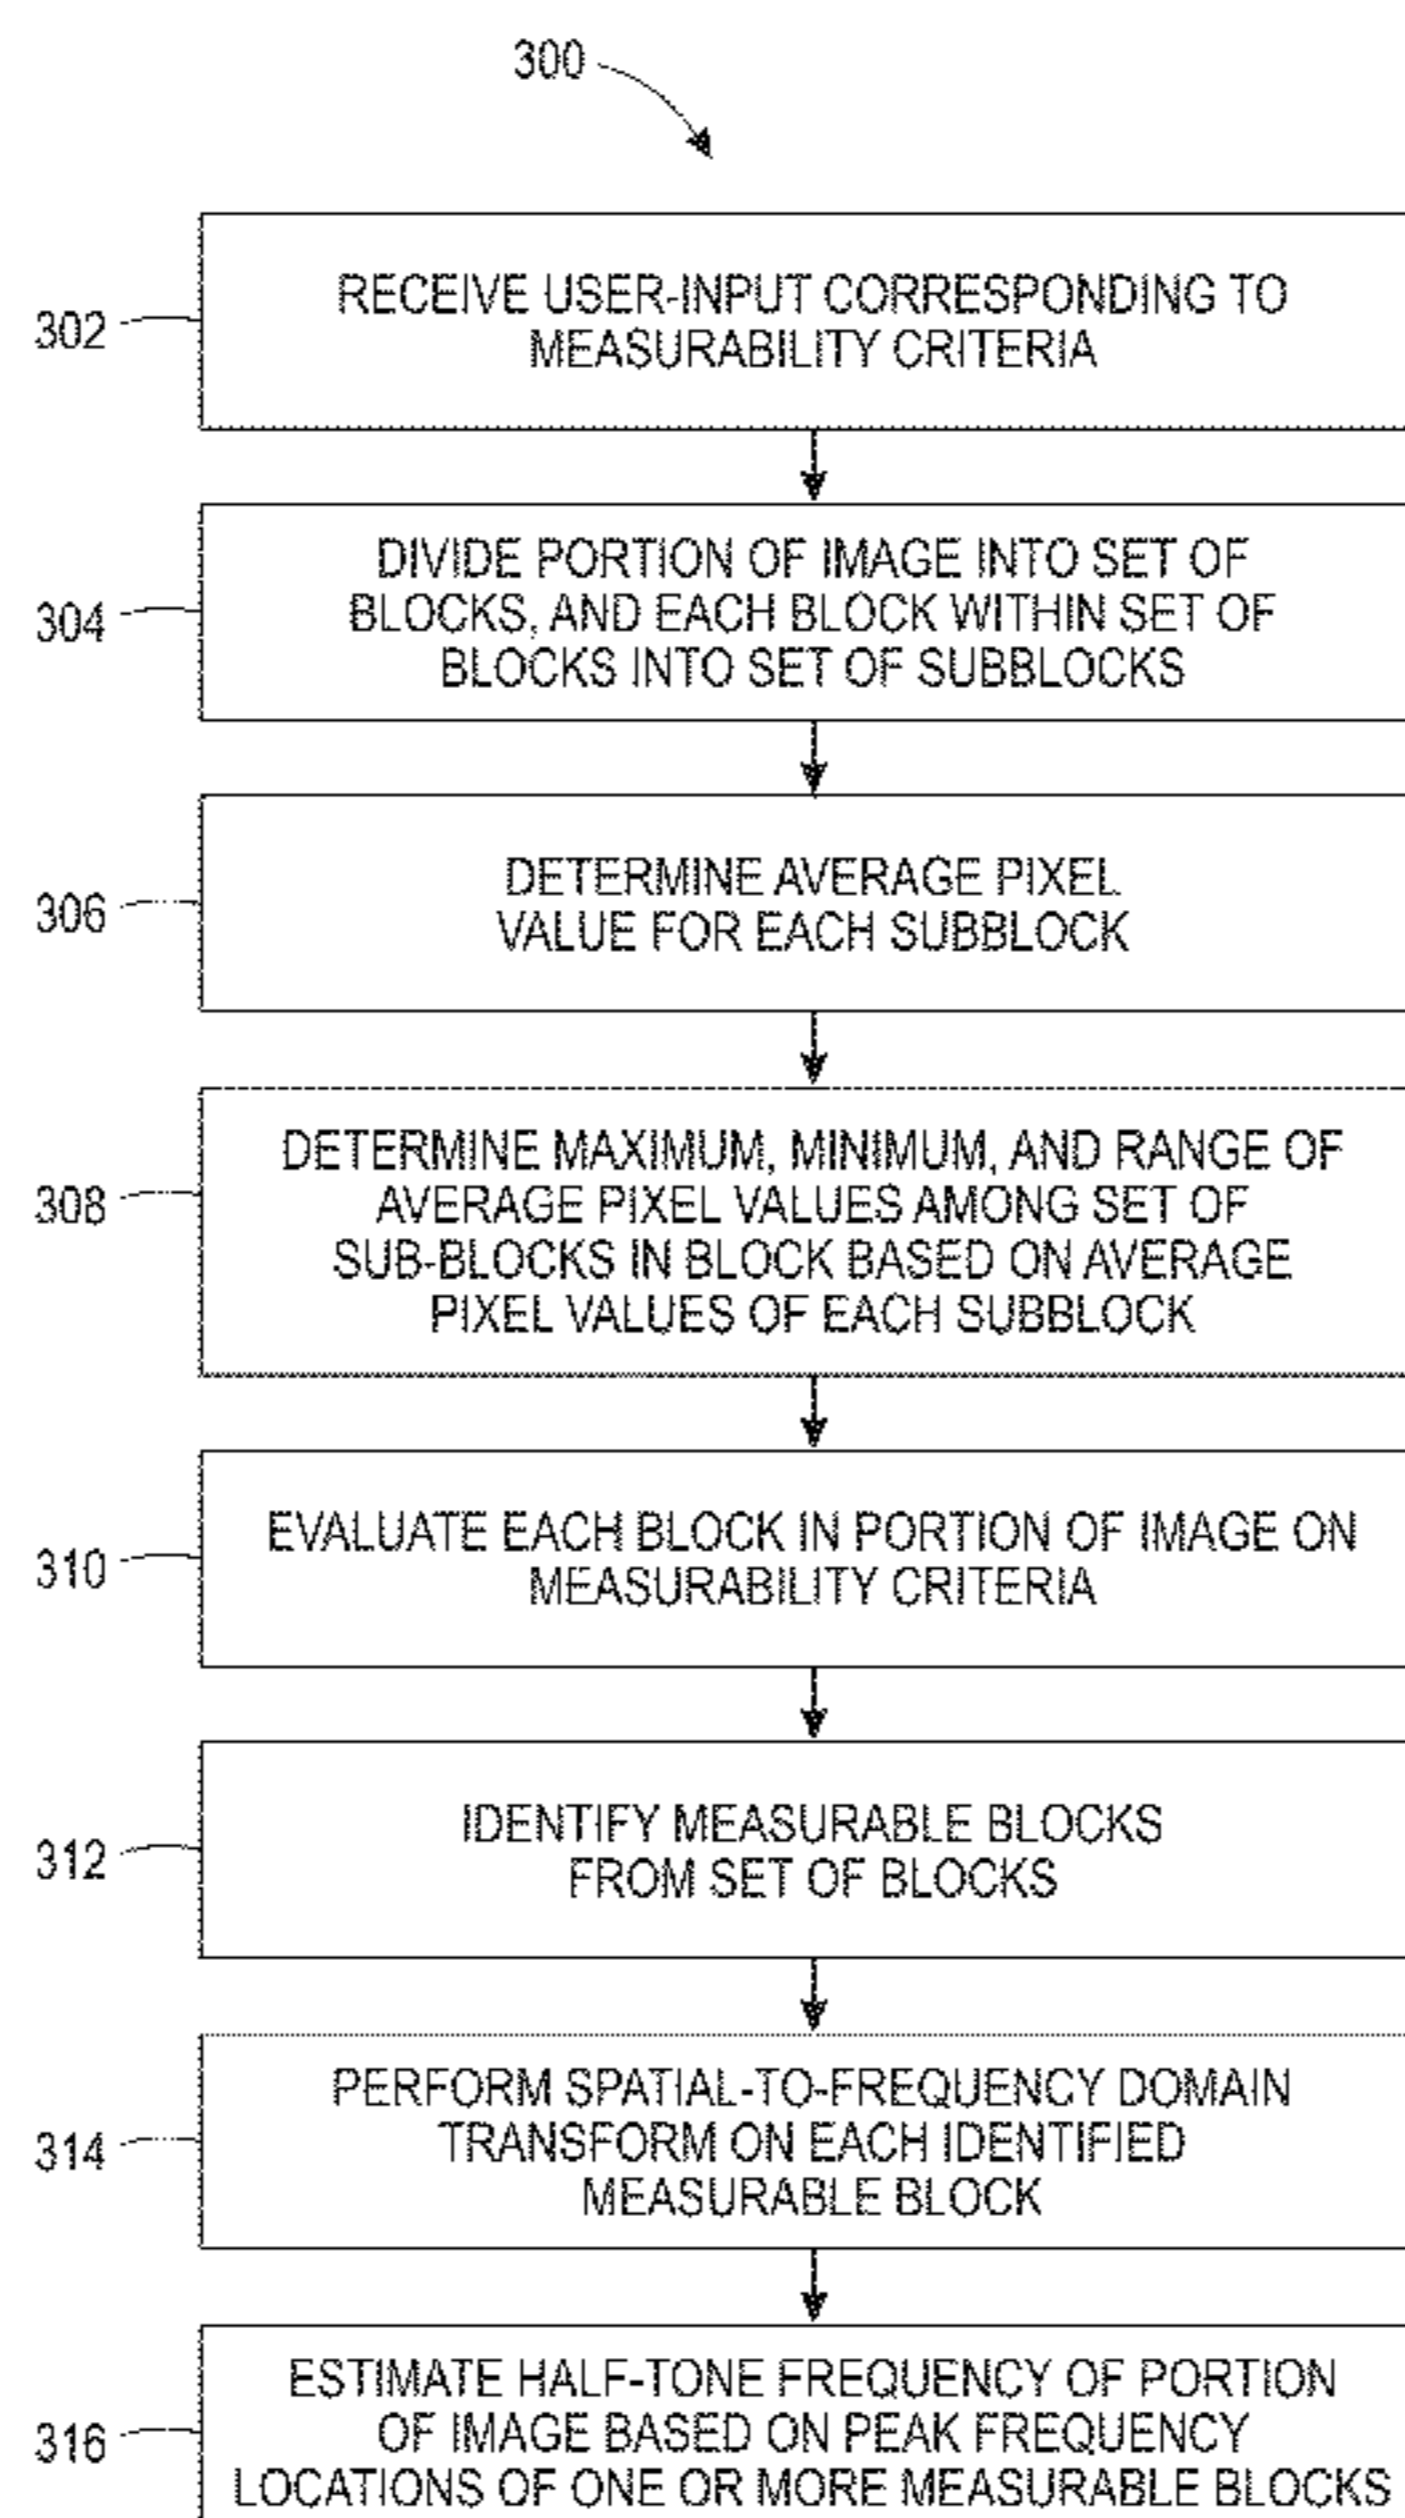 300
302
RECEIVE USER-INPUT CORRESPONDING TO
MEASURABILITY CRITERIA
304
DIVIDE PORTION OF IMAGE INTO SET OF
BLOCKS, AND EACH BLOCK WITHIN SET OF
BLOCKS INTO SET OF SUBBLOCKS
306
DETERMINE AVERAGE PIXEL
VALUE FOR EACH SUBBLOCK
308
DETERMINE MAXIMUM, MINIMUM, AND RANGE OF
AVERAGE PIXEL VALUES AMONG SET OF
SUB-BLOCKS IN BLOCK BASED ON AVERAGE
PIXEL VALUES OF EACH SUBBLOCK
310
EVALUATE EACH BLOCK IN PORTION OF IMAGE ON
MEASURABILITY CRITERIA
312
IDENTIFY MEASURABLE BLOCKS
FROM SET OF BLOCKS
314
PERFORM SPATIAL-TO-FREQUENCY DOMAIN
TRANSFORM ON EACH IDENTIFIED
MEASURABLE BLOCK
316
ESTIMATE HALF-TONE FREQUENCY OF PORTION
OF IMAGE BASED ON PEAK FREQUENCY
LOCATIONS OF ONE OR MORE MEASURABLE BLOCKS